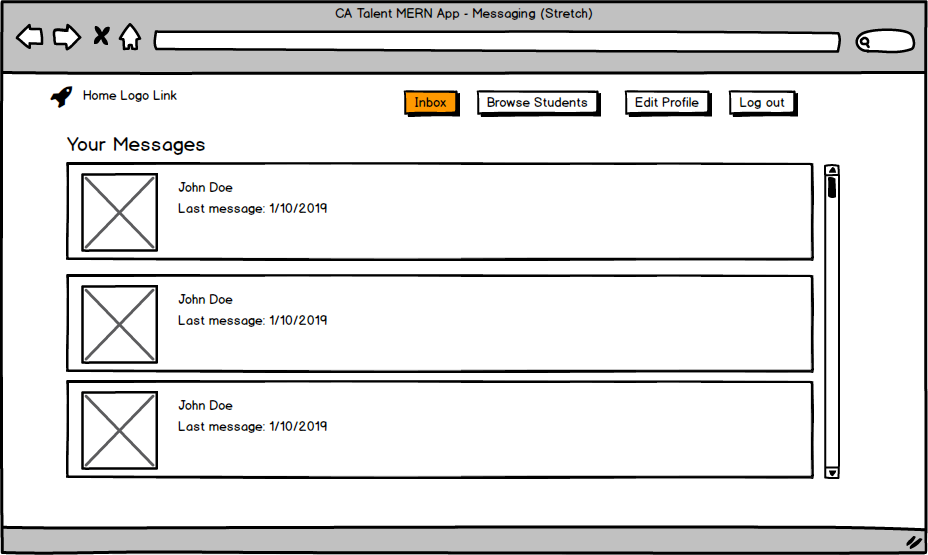 CA Talent MERN App - Messaging (Stretch)
Home Logo Link
Inbox
Browse Students
Edit Profile
Log out
Your Messages
John Doe
Last message: 1/10/2019
John Doe
Last message: 1/10/2019
John Doe
Last message: 1/10/2019